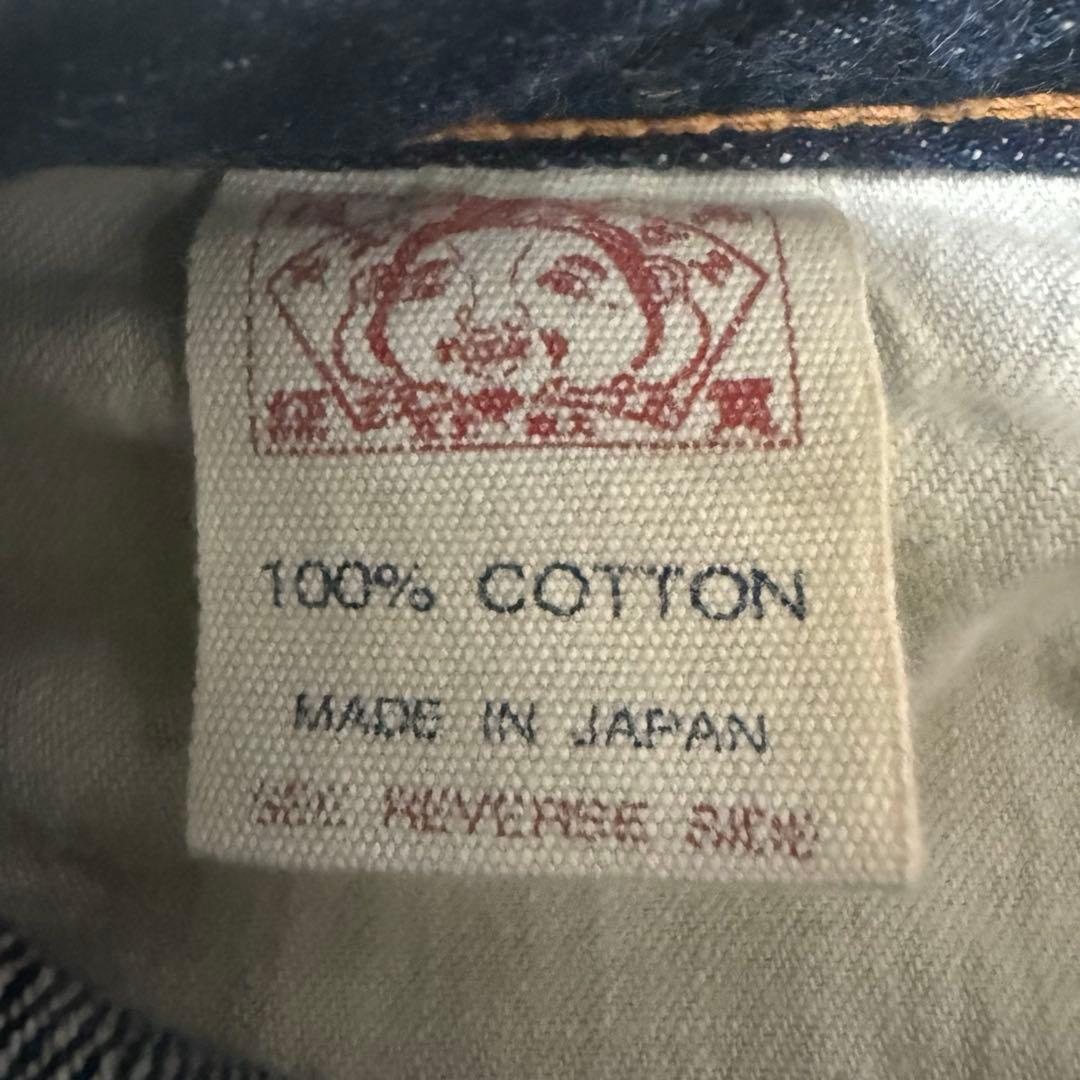 100% COTTON
MADE IN JAPAN
SEE REVERSE SIDE